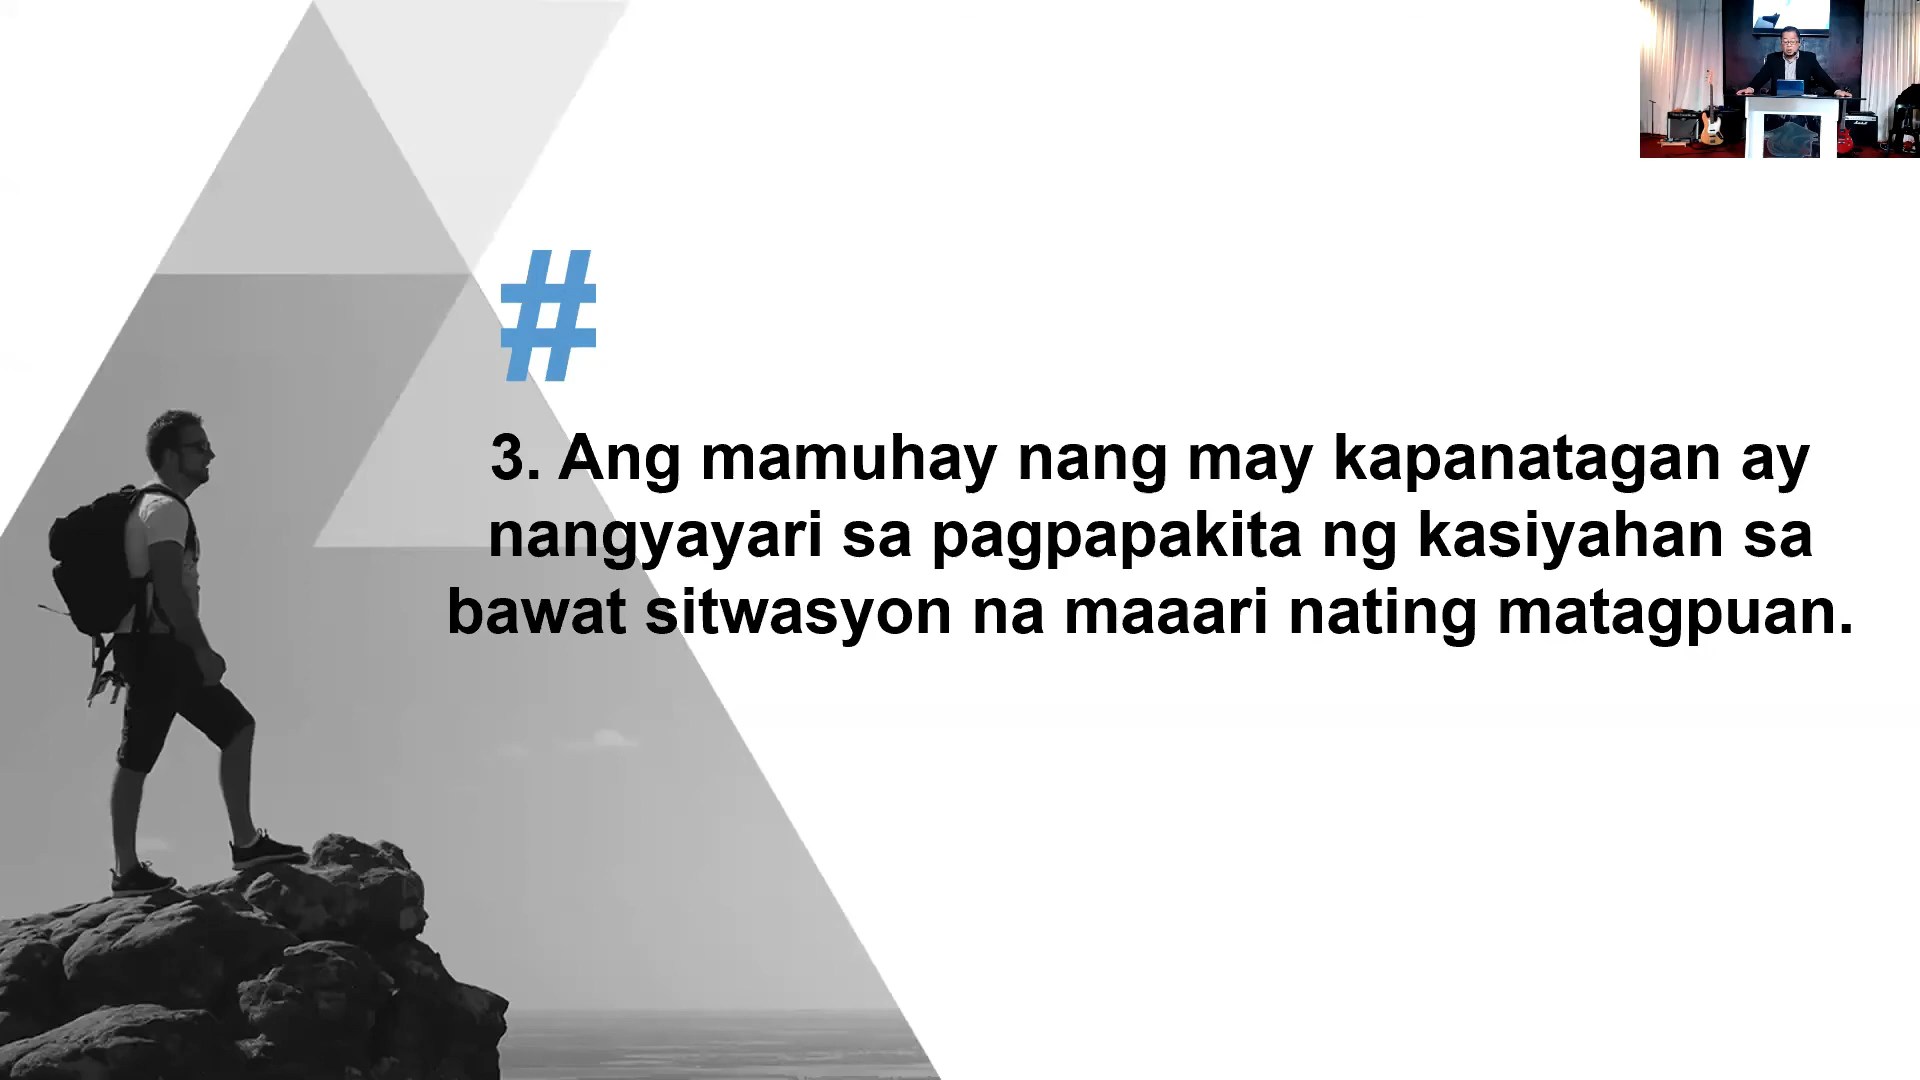 #
3. Ang mamuhay nang may kapanatagan ay
nangyayari sa pagpapakita ng kasiyahan sa
bawat sitwasyon na maaari nating matagpuan.